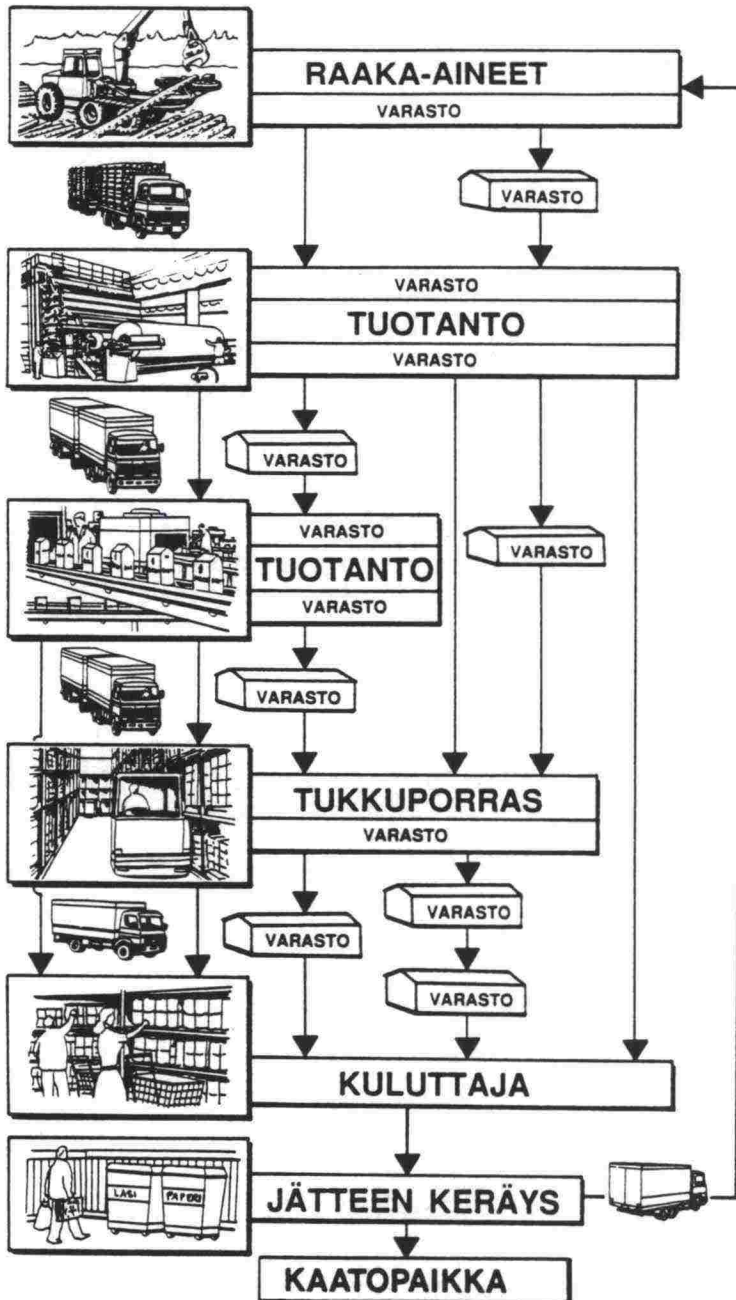 RAAKA-AINEET
VARASTO
VARASTO
VARASTO
TUOTANTO
VARASTO
VARASTO
VARASTO
TUOTANTO
VARASTO
VARASTO
VARASTO
TUKKUPORRAS
VARASTO
VARASTO
VARASTO
VARASTO
KULUTTAJA
LASI
PAPERI
JÄTTEEN KERÄYS
KAATOPAIKKA